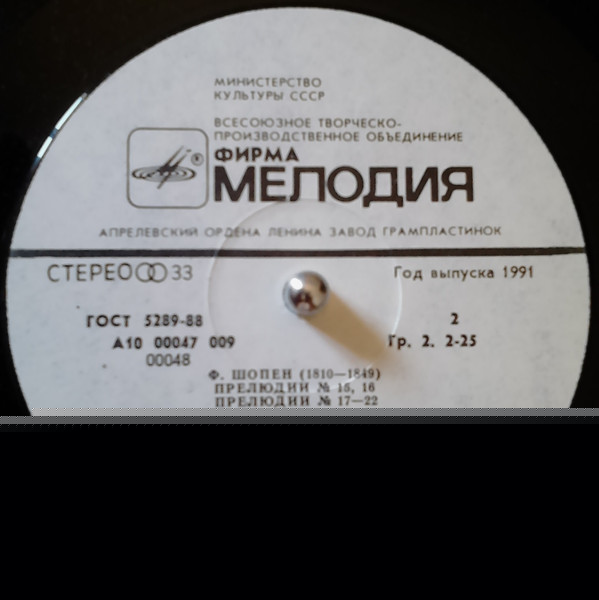 МИНИСТЕРСТВО
КУЛЬТУРЫ СССР
ВСЕСОЮЗНОЕ ТВОРЧЕСКО-
ПРОИЗВОДСТВЕННОЕ ОБЪЕДИНЕНИЕ
®
ФИРМА
МЕЛОДИЯ
АПРЕЛЕВСКИЙ ОРДЕНА ЛЕНИНА ЗАВОД ГРАМПЛАСТИНОК
СТЕРЕО 33
Год выпуска 1991
ГОСТ 5289-88
2
А10 00047 009
Гр. 2. 2-25
00048
Ф. ШОПЕН (1810—1849)
ПРЕЛЮДИИ № 15, 16
ПРЕЛЮДИИ № 17—22